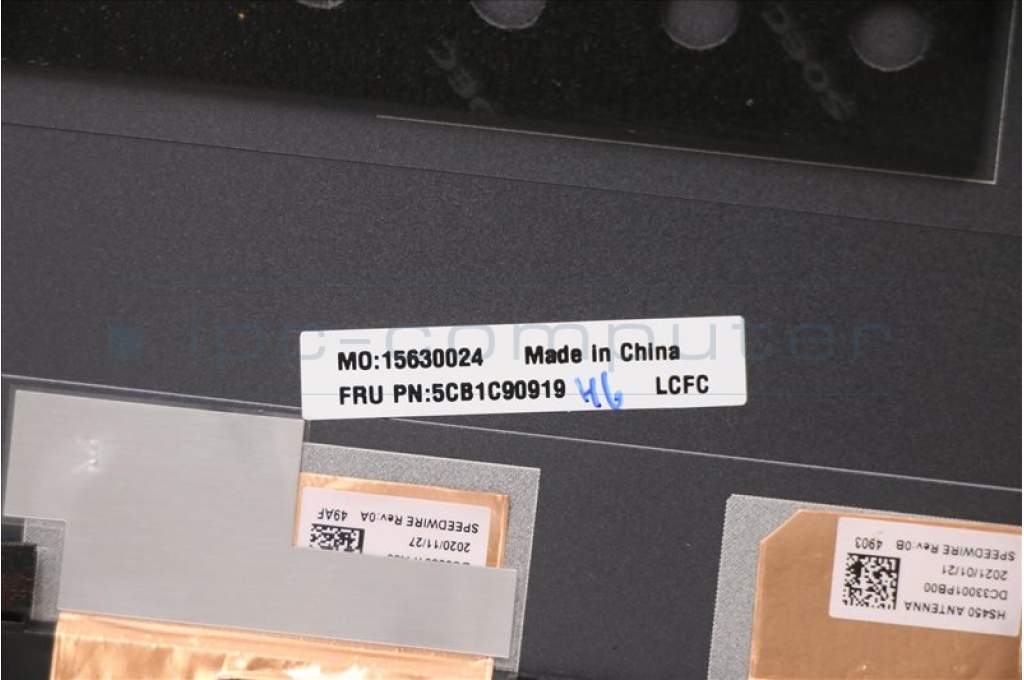 ipc-computer
MO:15630024 Made in China
FRU PN:5CB1C90919 H6 LCFC
SPEEDWIRE Rev:0A 49AF
2020/11/27
HS450 ANTENNA
DC33001PB00
2021/01/21
SPEEDWIRE Rev:0B 4903